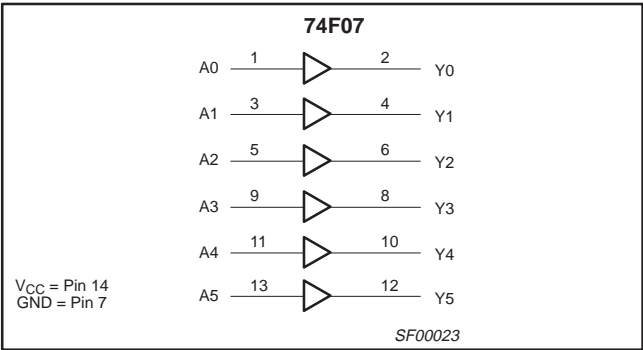 74F07
A0 1 2 Y0
A1 3 4 Y1
A2 5 6 Y2
A3 9 8 Y3
A4 11 10 Y4
A5 13 12 Y5
VCC = Pin 14
GND = Pin 7
SF00023